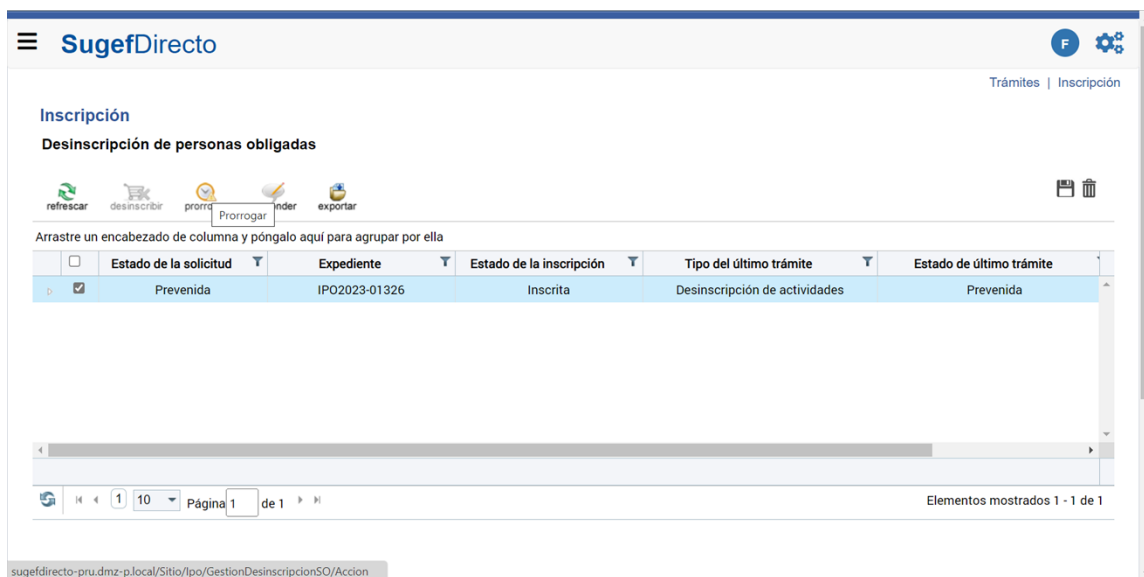 SugefDirecto
F
Trámites | Inscripción
Inscripción
Desinscripción de personas obligadas
refrescar desinscribir prorro nder exportar
Prorrogar
Arrastre un encabezado de columna y póngalo aquí para agrupar por ella
Estado de la solicitud Expediente Estado de la inscripción Tipo del último trámite Estado de último trámite
Prevenida IPO2023-01326 Inscrita Desinscripción de actividades Prevenida
1 10 Página 1 de 1 Elementos mostrados 1 - 1 de 1
sugefdirecto-pru.dmz-p.local/Sitio/Ipo/GestionDesinscripcionSO/Accion